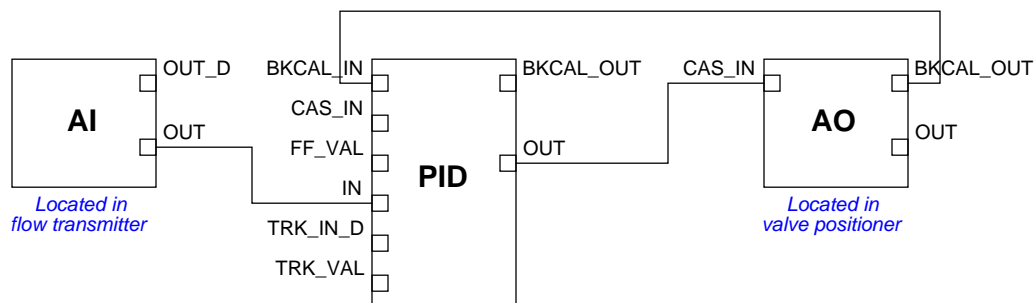 AI
OUT_D
OUT
Located in
flow transmitter
BKCAL_IN
CAS_IN
FF_VAL
IN
TRK_IN_D
TRK_VAL
PID
BKCAL_OUT
OUT
CAS_IN
AO
BKCAL_OUT
OUT
Located in
valve positioner